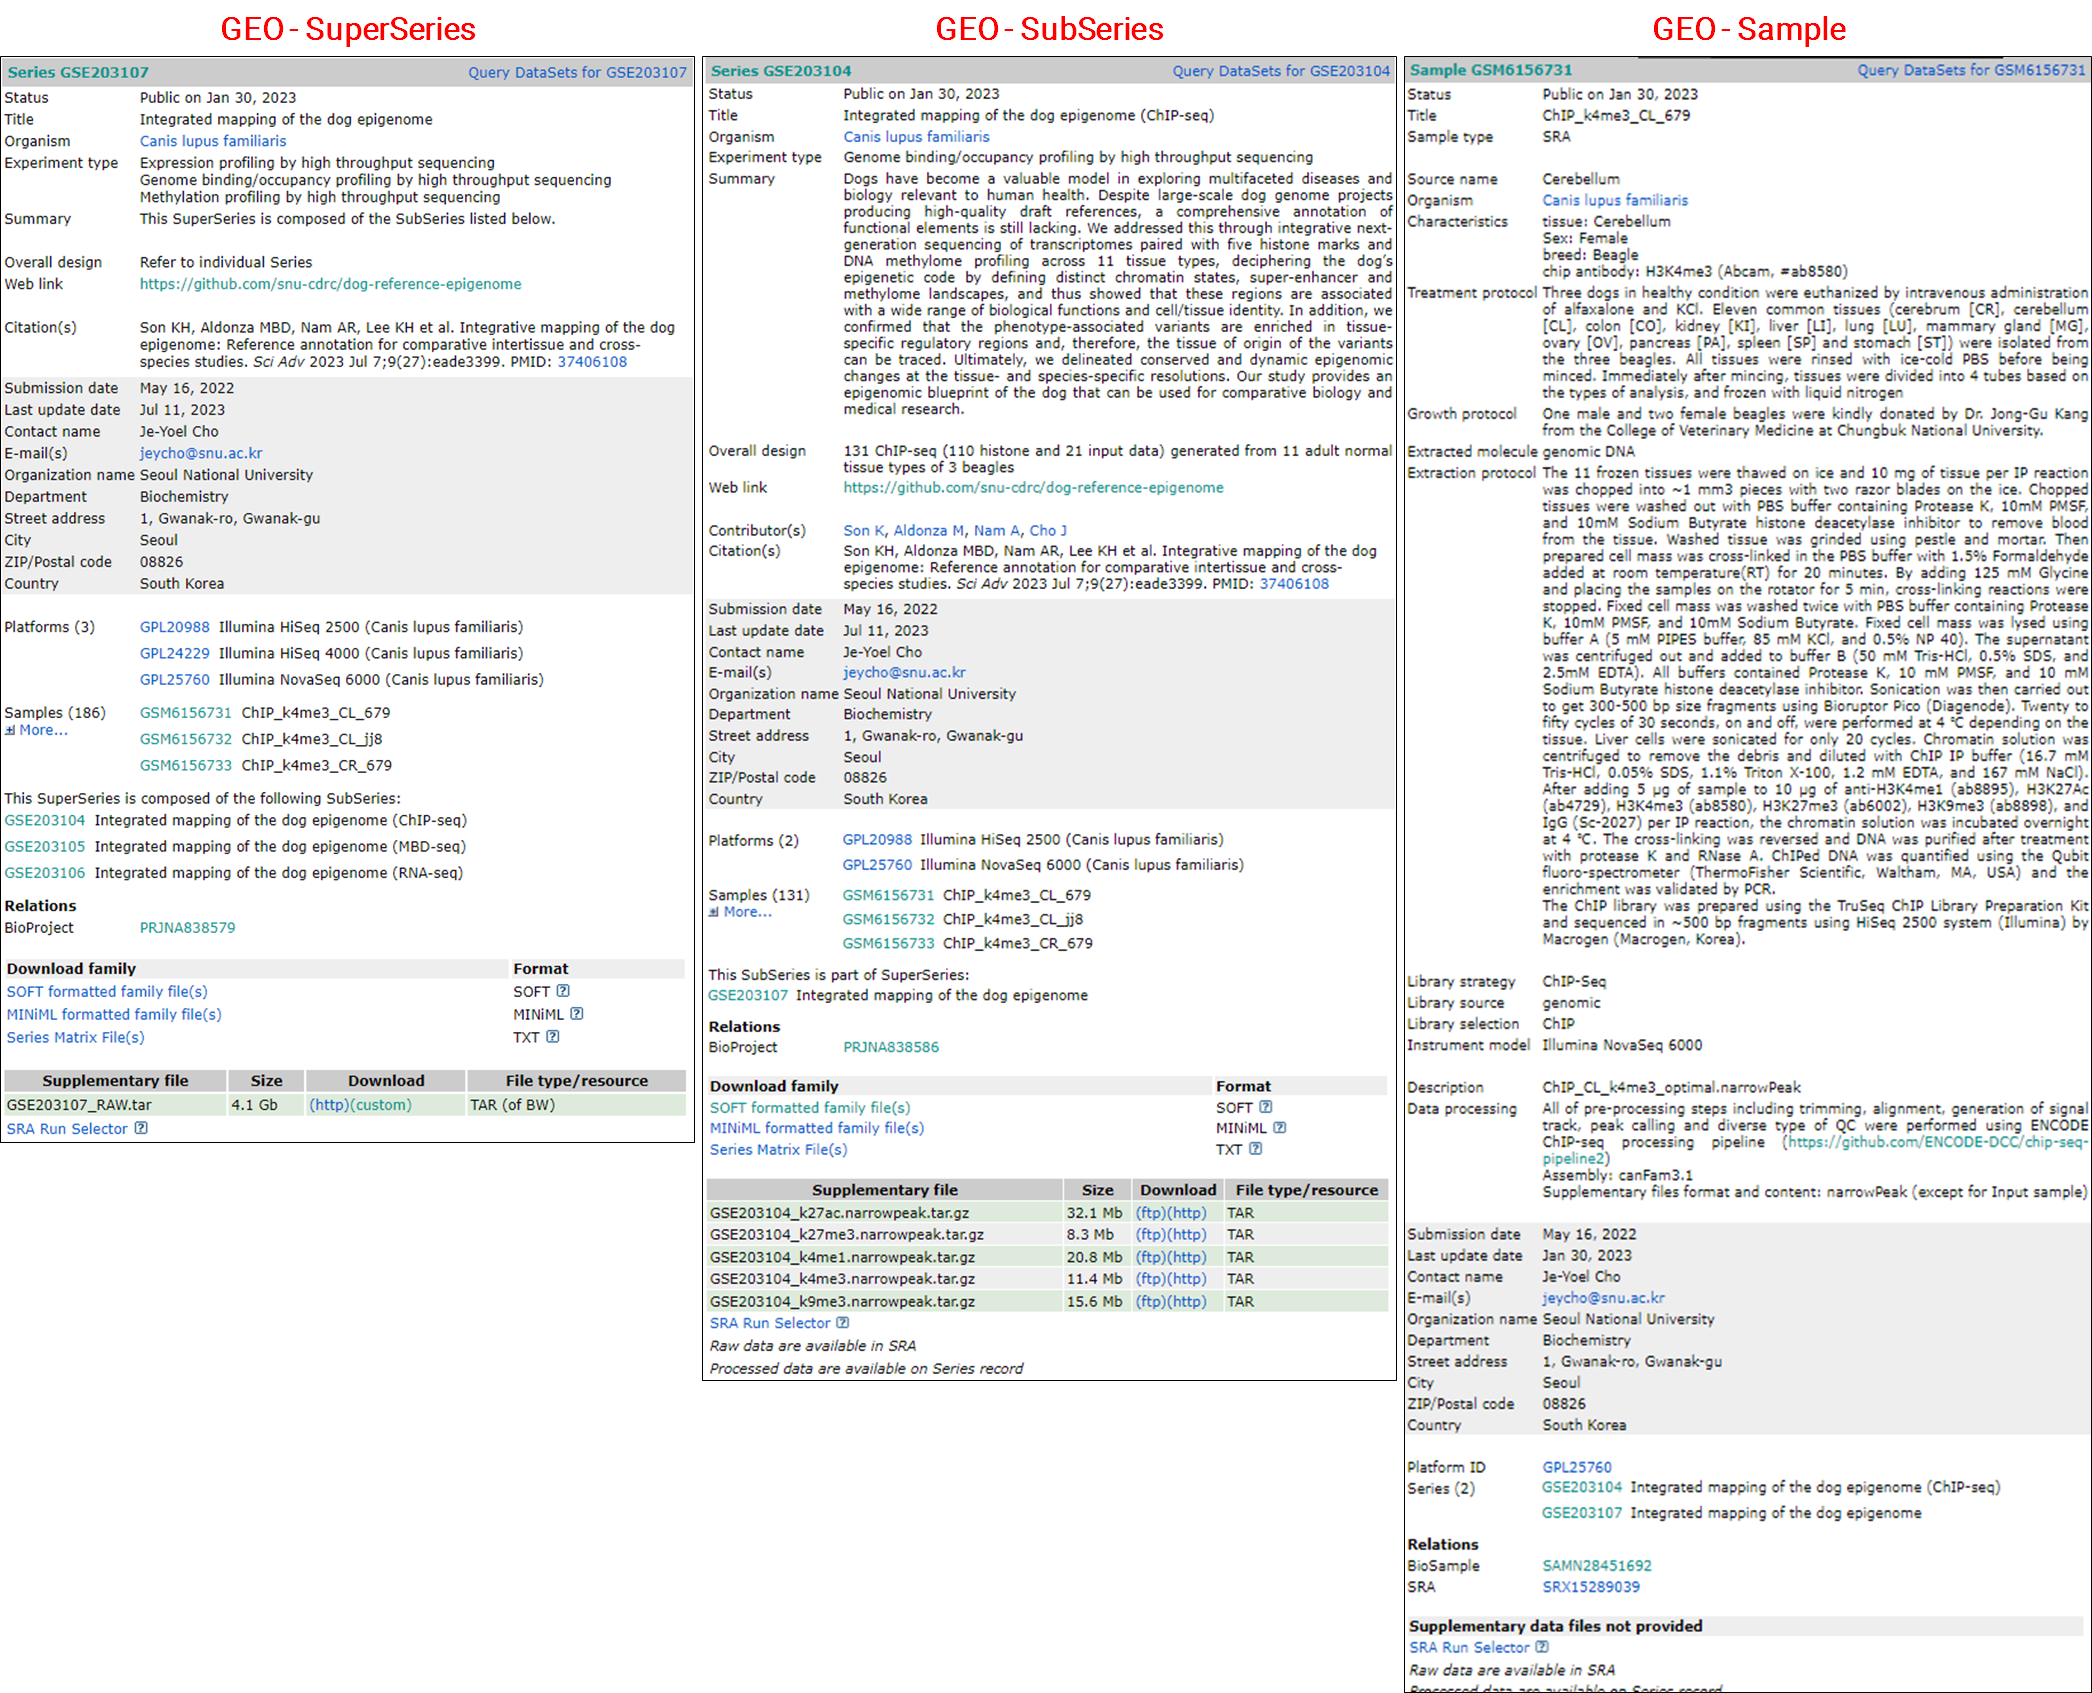 GEO - SuperSeries
Series GSE203107 Query DataSets for GSE203107
Status Public on Jan 30, 2023
Title Integrated mapping of the dog epigenome
Organism Canis lupus familiaris
Experiment type Expression profiling by high throughput sequencing
Genome binding/occupancy profiling by high throughput sequencing
Methylation profiling by high throughput sequencing
Summary This SuperSeries is composed of the SubSeries listed below.
Overall design Refer to individual Series
Web link https://github.com/snu-cdrc/dog-reference-epigenome
Citation(s) Son KH, Aldonza MBD, Nam AR, Lee KH et al. Integrative mapping of the dog
epigenome: Reference annotation for comparative intertissue and cross-
species studies. Sci Adv 2023 Jul 7;9(27):eade3399. PMID: 37406108
Submission date May 16, 2022
Last update date Jul 11, 2023
Contact name Je-Yoel Cho
E-mail(s) jeycho@snu.ac.kr
Organization name Seoul National University
Department Biochemistry
Street address 1, Gwanak-ro, Gwanak-gu
City Seoul
ZIP/Postal code 08826
Country South Korea
Platforms (3) GPL20988 Illumina HiSeq 2500 (Canis lupus familiaris)
GPL24229 Illumina HiSeq 4000 (Canis lupus familiaris)
GPL25760 Illumina NovaSeq 6000 (Canis lupus familiaris)
Samples (186) GSM6156731 ChIP_k4me3_CL_679
More...
GSM6156732 ChIP_k4me3_CL_jj8
GSM6156733 ChIP_k4me3_CR_679
This SuperSeries is composed of the following SubSeries:
GSE203104 Integrated mapping of the dog epigenome (ChIP-seq)
GSE203105 Integrated mapping of the dog epigenome (MBD-seq)
GSE203106 Integrated mapping of the dog epigenome (RNA-seq)
Relations
BioProject PRJNA838579
Download family Format
SOFT formatted family file(s) SOFT ?
MINiML formatted family file(s) MINiML ?
Series Matrix File(s) TXT ?
Supplementary file Size Download File type/resource
GSE203107_RAW.tar 4.1 Gb (http)(custom) TAR (of BW)
SRA Run Selector ?
GEO - SubSeries
Series GSE203104 Query DataSets for GSE203104
Status Public on Jan 30, 2023
Title Integrated mapping of the dog epigenome (ChIP-seq)
Organism Canis lupus familiaris
Experiment type Genome binding/occupancy profiling by high throughput sequencing
Summary Dogs have become a valuable model in exploring multifaceted diseases and
biology relevant to human health. Despite large-scale dog genome projects
producing high-quality draft references, a comprehensive annotation of
functional elements is still lacking. We addressed this through integrative next-
generation sequencing of transcriptomes paired with five histone marks and
DNA methylome profiling across 11 tissue types, deciphering the dog's
epigenetic code by defining distinct chromatin states, super-enhancer and
methylome landscapes, and thus showed that these regions are associated
with a wide range of biological functions and cell/tissue identity. In addition, we
confirmed that the phenotype-associated variants are enriched in tissue-
specific regulatory regions and, therefore, the tissue of origin of the variants
can be traced. Ultimately, we delineated conserved and dynamic epigenomic
changes at the tissue- and species-specific resolutions. Our study provides an
epigenomic blueprint of the dog that can be used for comparative biology and
medical research.
Overall design 131 ChIP-seq (110 histone and 21 input data) generated from 11 adult normal
tissue types of 3 beagles
Web link https://github.com/snu-cdrc/dog-reference-epigenome
Contributor(s) Son K, Aldonza M, Nam A, Cho J
Citation(s) Son KH, Aldonza MBD, Nam AR, Lee KH et al. Integrative mapping of the dog
epigenome: Reference annotation for comparative intertissue and cross-
species studies. Sci Adv 2023 Jul 7;9(27):eade3399. PMID: 37406108
Submission date May 16, 2022
Last update date Jul 11, 2023
Contact name Je-Yoel Cho
E-mail(s) jeycho@snu.ac.kr
Organization name Seoul National University
Department Biochemistry
Street address 1, Gwanak-ro, Gwanak-gu
City Seoul
ZIP/Postal code 08826
Country South Korea
Platforms (2) GPL20988 Illumina HiSeq 2500 (Canis lupus familiaris)
GPL25760 Illumina NovaSeq 6000 (Canis lupus familiaris)
Samples (131) GSM6156731 ChIP_k4me3_CL_679
More...
GSM6156732 ChIP_k4me3_CL_jj8
GSM6156733 ChIP_k4me3_CR_679
This SubSeries is part of SuperSeries:
GSE203107 Integrated mapping of the dog epigenome
Relations
BioProject PRJNA838586
Download family Format
SOFT formatted family file(s) SOFT ?
MINiML formatted family file(s) MINiML ?
Series Matrix File(s) TXT ?
Supplementary file Size Download File type/resource
GSE203104_k27ac.narrowpeak.tar.gz 32.1 Mb (ftp)(http) TAR
GSE203104_k27me3.narrowpeak.tar.gz 8.3 Mb (ftp)(http) TAR
GSE203104_k4me1.narrowpeak.tar.gz 20.8 Mb (ftp)(http) TAR
GSE203104_k4me3.narrowpeak.tar.gz 11.4 Mb (ftp)(http) TAR
GSE203104_k9me3.narrowpeak.tar.gz 15.6 Mb (ftp)(http) TAR
SRA Run Selector ?
Raw data are available in SRA
Processed data are available on Series record
GEO - Sample
Sample GSM6156731 Query DataSets for GSM6156731
Status Public on Jan 30, 2023
Title ChIP_k4me3_CL_679
Sample type SRA
Source name Cerebellum
Organism Canis lupus familiaris
Characteristics tissue: Cerebellum
Sex: Female
breed: Beagle
chip antibody: H3K4me3 (Abcam, #ab8580)
Treatment protocol Three dogs in healthy condition were euthanized by intravenous administration
of alfaxalone and KCl. Eleven common tissues (cerebrum [CR], cerebellum
[CL], colon [CO], kidney [KI], liver [LI], lung [LU], mammary gland [MG],
ovary [OV], pancreas [PA], spleen [SP] and stomach [ST]) were isolated from
the three beagles. All tissues were rinsed with ice-cold PBS before being
minced. Immediately after mincing, tissues were divided into 4 tubes based on
the types of analysis, and frozen with liquid nitrogen
Growth protocol One male and two female beagles were kindly donated by Dr. Jong-Gu Kang
from the College of Veterinary Medicine at Chungbuk National University.
Extracted molecule genomic DNA
Extraction protocol The 11 frozen tissues were thawed on ice and 10 mg of tissue per IP reaction
was chopped into ~1 mm3 pieces with two razor blades on the ice. Chopped
tissues were washed out with PBS buffer containing Protease K, 10mM PMSF,
and 10mM Sodium Butyrate histone deacetylase inhibitor to remove blood
from the tissue. Washed tissue was grinded using pestle and mortar. Then
prepared cell mass was cross-linked in the PBS buffer with 1.5% Formaldehyde
added at room temperature(RT) for 20 minutes. By adding 125 mM Glycine
and placing the samples on the rotator for 5 min, cross-linking reactions were
stopped. Fixed cell mass was washed twice with PBS buffer containing Protease
K, 10mM PMSF, and 10mM Sodium Butyrate. Fixed cell mass was lysed using
buffer A (5 mM PIPES buffer, 85 mM KCl, and 0.5% NP 40). The supernatant
was centrifuged out and added to buffer B (50 mM Tris-HCl, 0.5% SDS, and
2.5mM EDTA). All buffers contained Protease K, 10 mM PMSF, and 10 mM
Sodium Butyrate histone deacetylase inhibitor. Sonication was then carried out
to get 300-500 bp size fragments using Bioruptor Pico (Diagenode). Twenty to
fifty cycles of 30 seconds, on and off, were performed at 4 ℃ depending on the
tissue. Liver cells were sonicated for only 20 cycles. Chromatin solution was
centrifuged to remove the debris and diluted with ChIP IP buffer (16.7 mM
Tris-HCl, 0.05% SDS, 1.1% Triton X-100, 1.2 mM EDTA, and 167 mM NaCl).
After adding 5 µg of sample to 10 µg of anti-H3K4me1 (ab8895), H3K27Ac
(ab4729), H3K4me3 (ab8580), H3K27me3 (ab6002), H3K9me3 (ab8898), and
IgG (Sc-2027) per IP reaction, the chromatin solution was incubated overnight
at 4 ℃. The cross-linking was reversed and DNA was purified after treatment
with protease K and RNase A. ChIPed DNA was quantified using the Qubit
fluoro-spectrometer (ThermoFisher Scientific, Waltham, MA, USA) and the
enrichment was validated by PCR.
The ChIP library was prepared using the TruSeq ChIP Library Preparation Kit
and sequenced in ~500 bp fragments using HiSeq 2500 system (Illumina) by
Macrogen (Macrogen, Korea).
Library strategy ChIP-Seq
Library source genomic
Library selection ChIP
Instrument model Illumina NovaSeq 6000
Description ChIP_CL_k4me3_optimal.narrowPeak
Data processing All of pre-processing steps including trimming, alignment, generation of signal
track, peak calling and diverse type of QC were performed using ENCODE
ChIP-seq processing pipeline (https://github.com/ENCODE-DCC/chip-seq-
pipeline2)
Assembly: canFam3.1
Supplementary files format and content: narrowPeak (except for Input sample)
Submission date May 16, 2022
Last update date Jan 30, 2023
Contact name Je-Yoel Cho
E-mail(s) jeycho@snu.ac.kr
Organization name Seoul National University
Department Biochemistry
Street address 1, Gwanak-ro, Gwanak-gu
City Seoul
ZIP/Postal code 08826
Country South Korea
Platform ID GPL25760
Series (2) GSE203104 Integrated mapping of the dog epigenome (ChIP-seq)
GSE203107 Integrated mapping of the dog epigenome
Relations
BioSample SAMN28451692
SRA SRX15289039
Supplementary data files not provided
SRA Run Selector ?
Raw data are available in SRA
Processed data are available on Series record